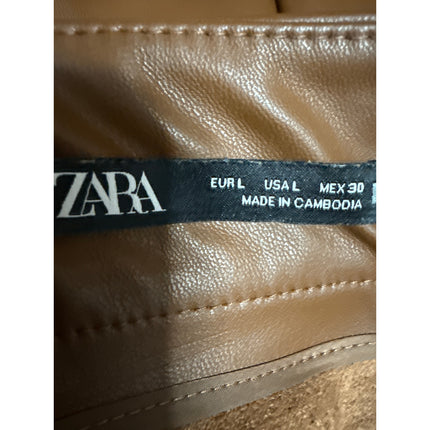 ZARA
EUR L USA L MEX 30
MADE IN CAMBODIA